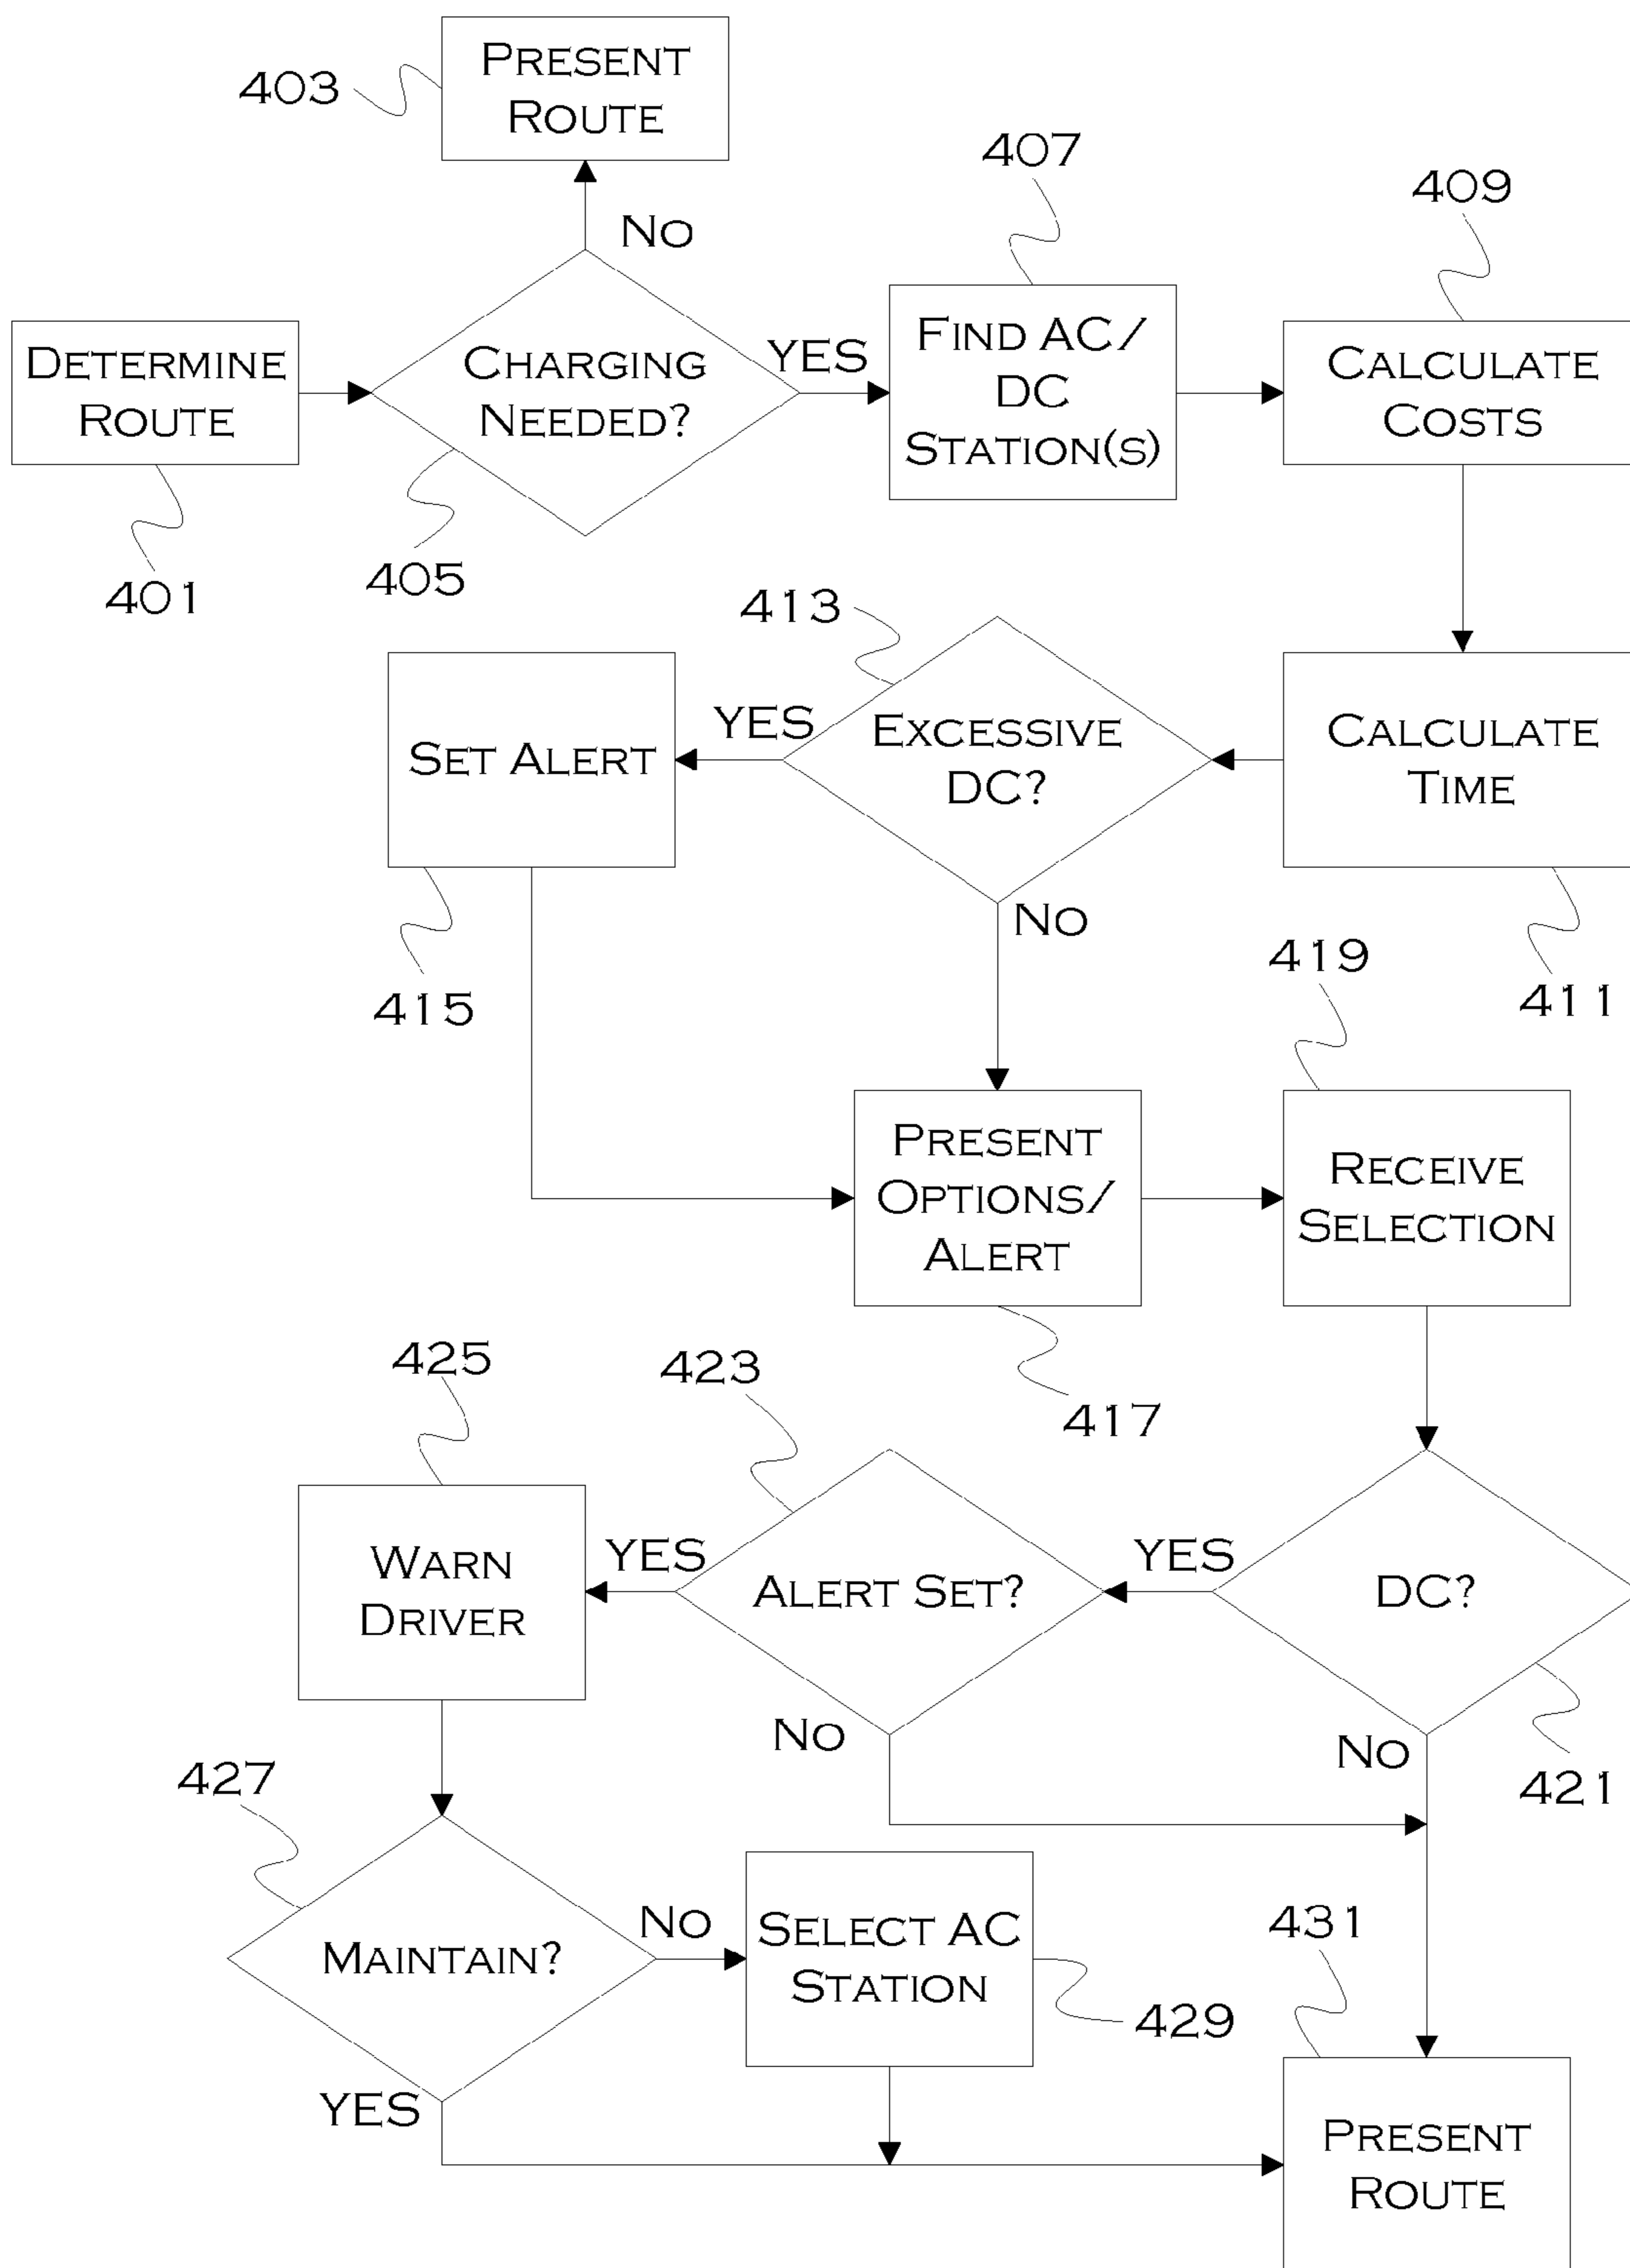 403
PRESENT
ROUTE
NO
407
409
DETERMINE
ROUTE
CHARGING
NEEDED?
YES
FIND AC/
DC
STATION(S)
CALCULATE
COSTS
401
405
413
SET ALERT
YES
EXCESSIVE
DC?
CALCULATE
TIME
NO
415
419
411
PRESENT
OPTIONS/
ALERT
RECEIVE
SELECTION
425
423
417
WARN
DRIVER
YES
ALERT SET?
YES
DC?
NO
NO
427
421
MAINTAIN?
NO
SELECT AC
STATION
431
429
YES
PRESENT
ROUTE